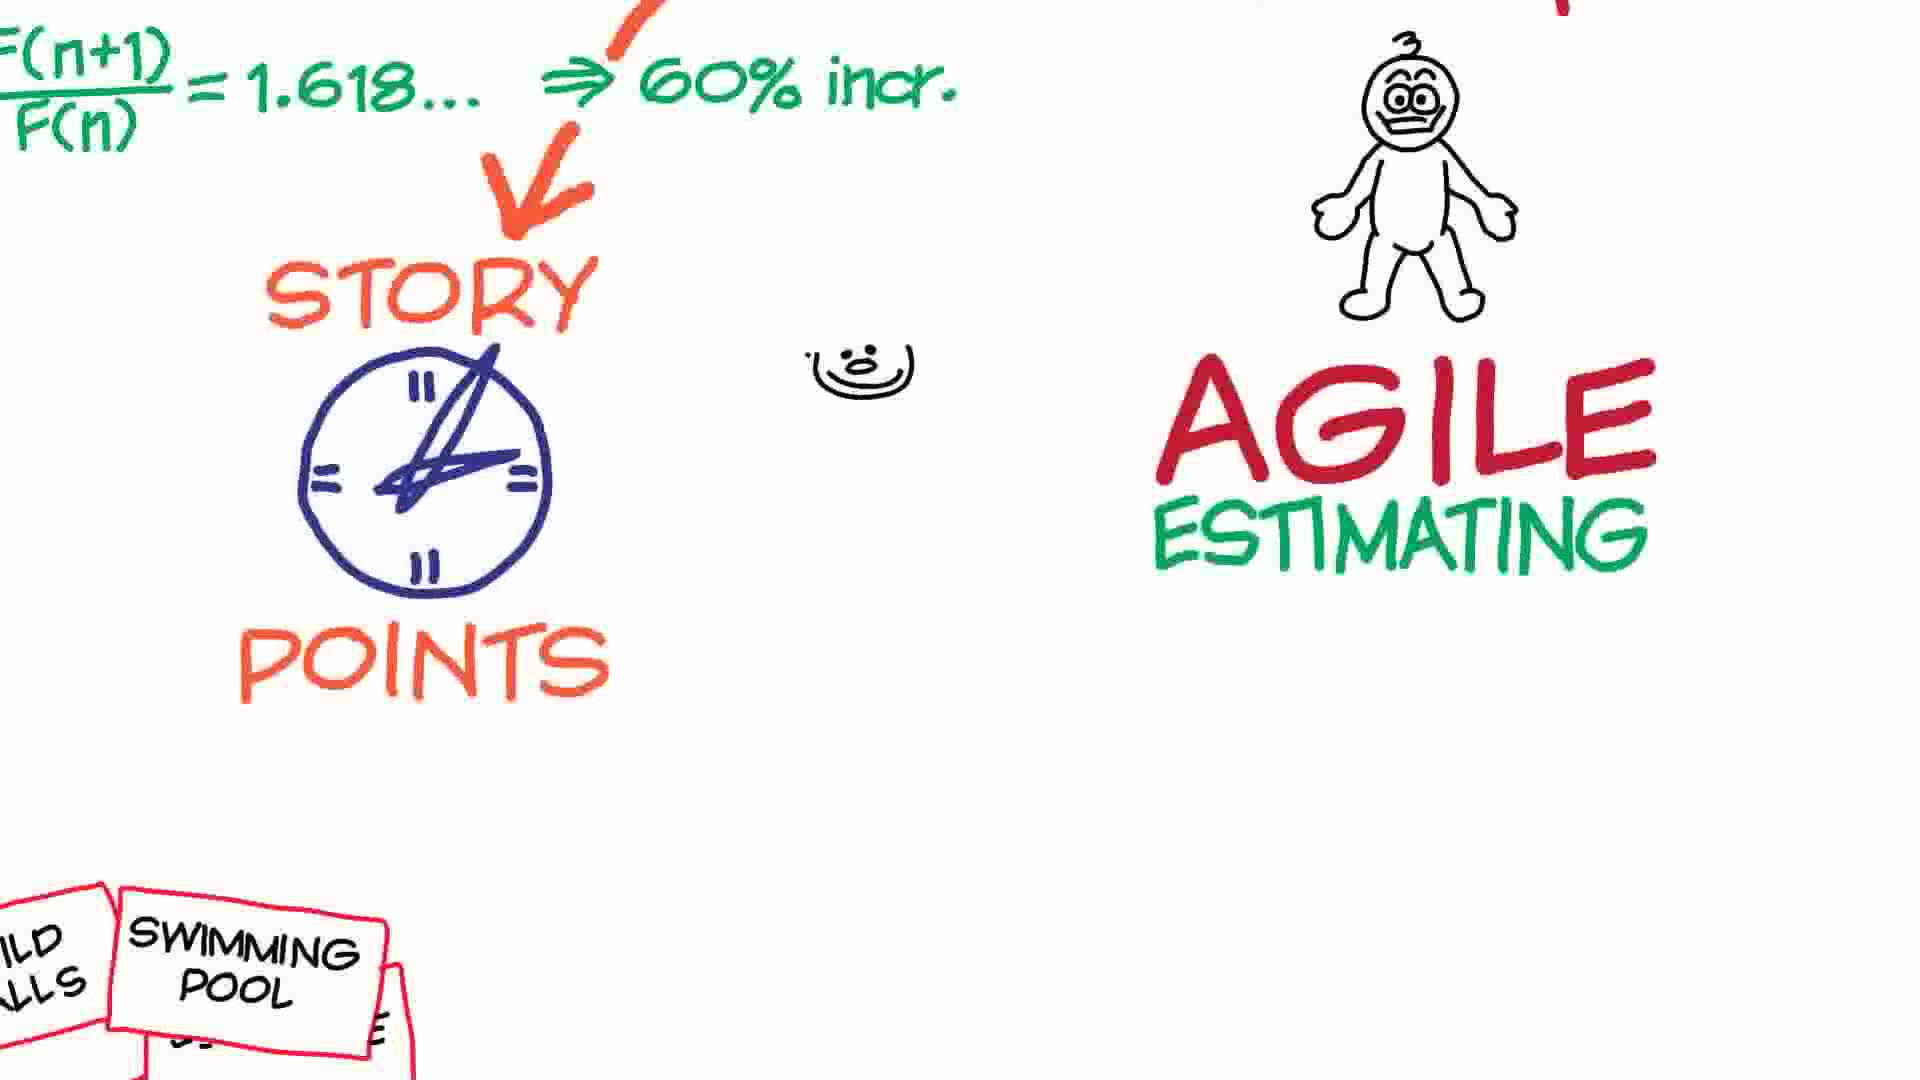 F(n+1)
F(n)
= 1.618... ⇒ 60% incr.
STORY
POINTS
AGILE
ESTIMATING
SWIMMING
POOL